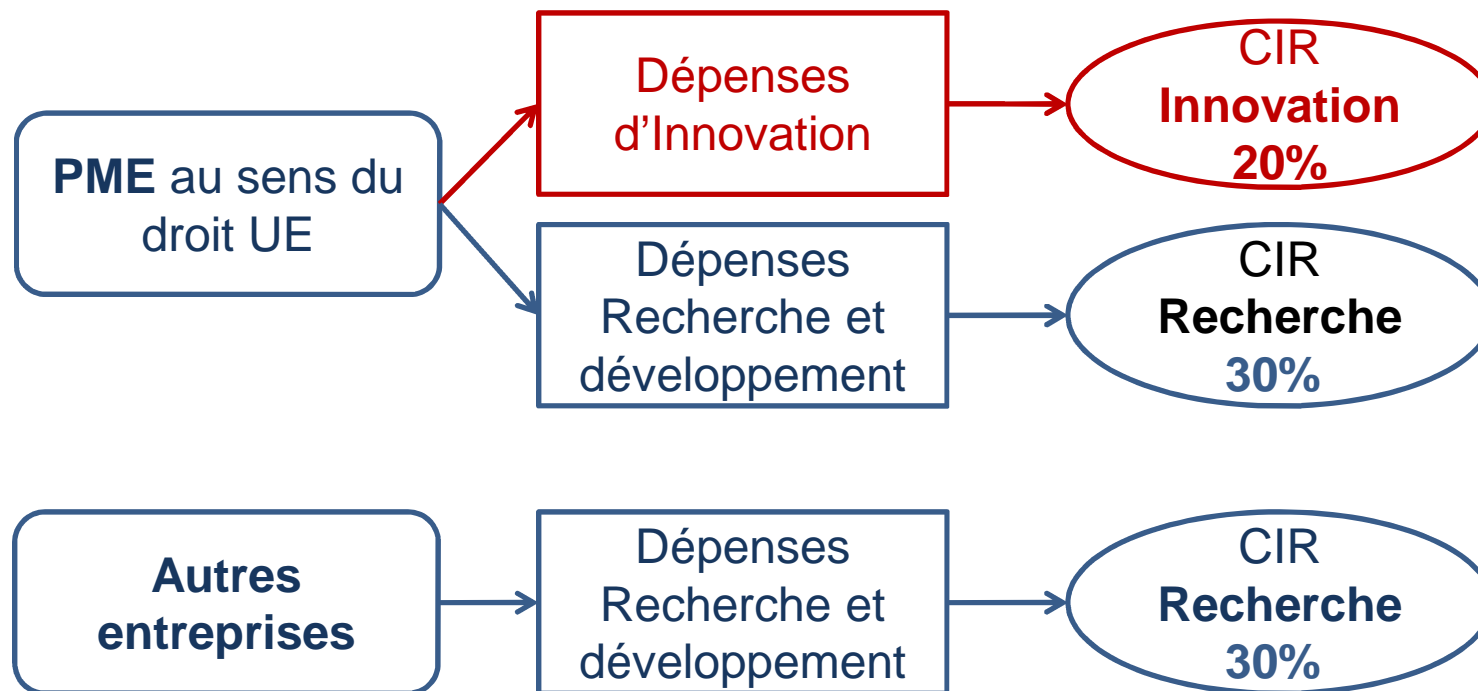 PME au sens du
droit UE
Dépenses
d’Innovation
CIR
Innovation
20%
Dépenses
Recherche et
développement
CIR
Recherche
30%
Autres
entreprises
Dépenses
Recherche et
développement
CIR
Recherche
30%